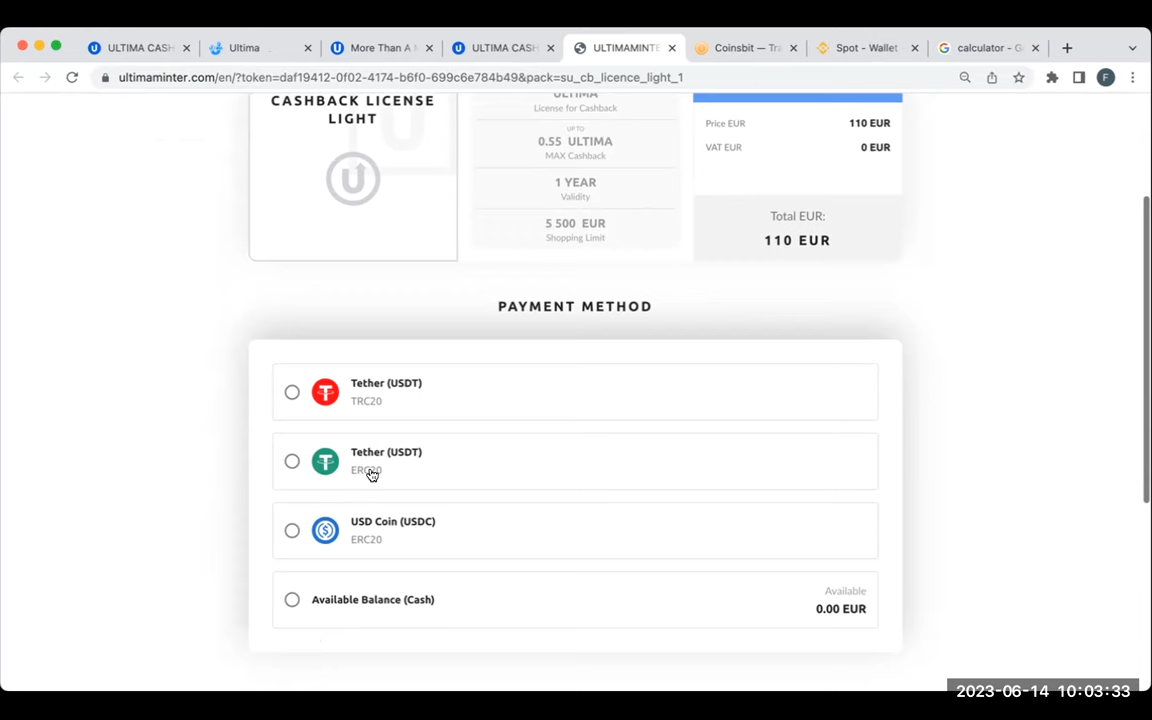 ULTIMA CASH
Ultima
More Than A M
ULTIMA CASH
ULTIMAMINTE
Coinsbit — Tra
Spot - Wallet
calculator - G
ultimaminter.com/en/?token=daf19412-0f02-4174-b6f0-699c6e784b49&pack=su_cb_licence_light_1
F
CASHBACK LICENSE
LIGHT
ULTIMA
License for Cashback
UP TO
0.55 ULTIMA
MAX Cashback
1 YEAR
Validity
5 500 EUR
Shopping Limit
Price EUR 110 EUR
VAT EUR 0 EUR
Total EUR:
110 EUR
PAYMENT METHOD
Tether (USDT)
TRC20
Tether (USDT)
ERC20
USD Coin (USDC)
ERC20
Available Balance (Cash)
Available
0.00 EUR
2023-06-14 10:03:33